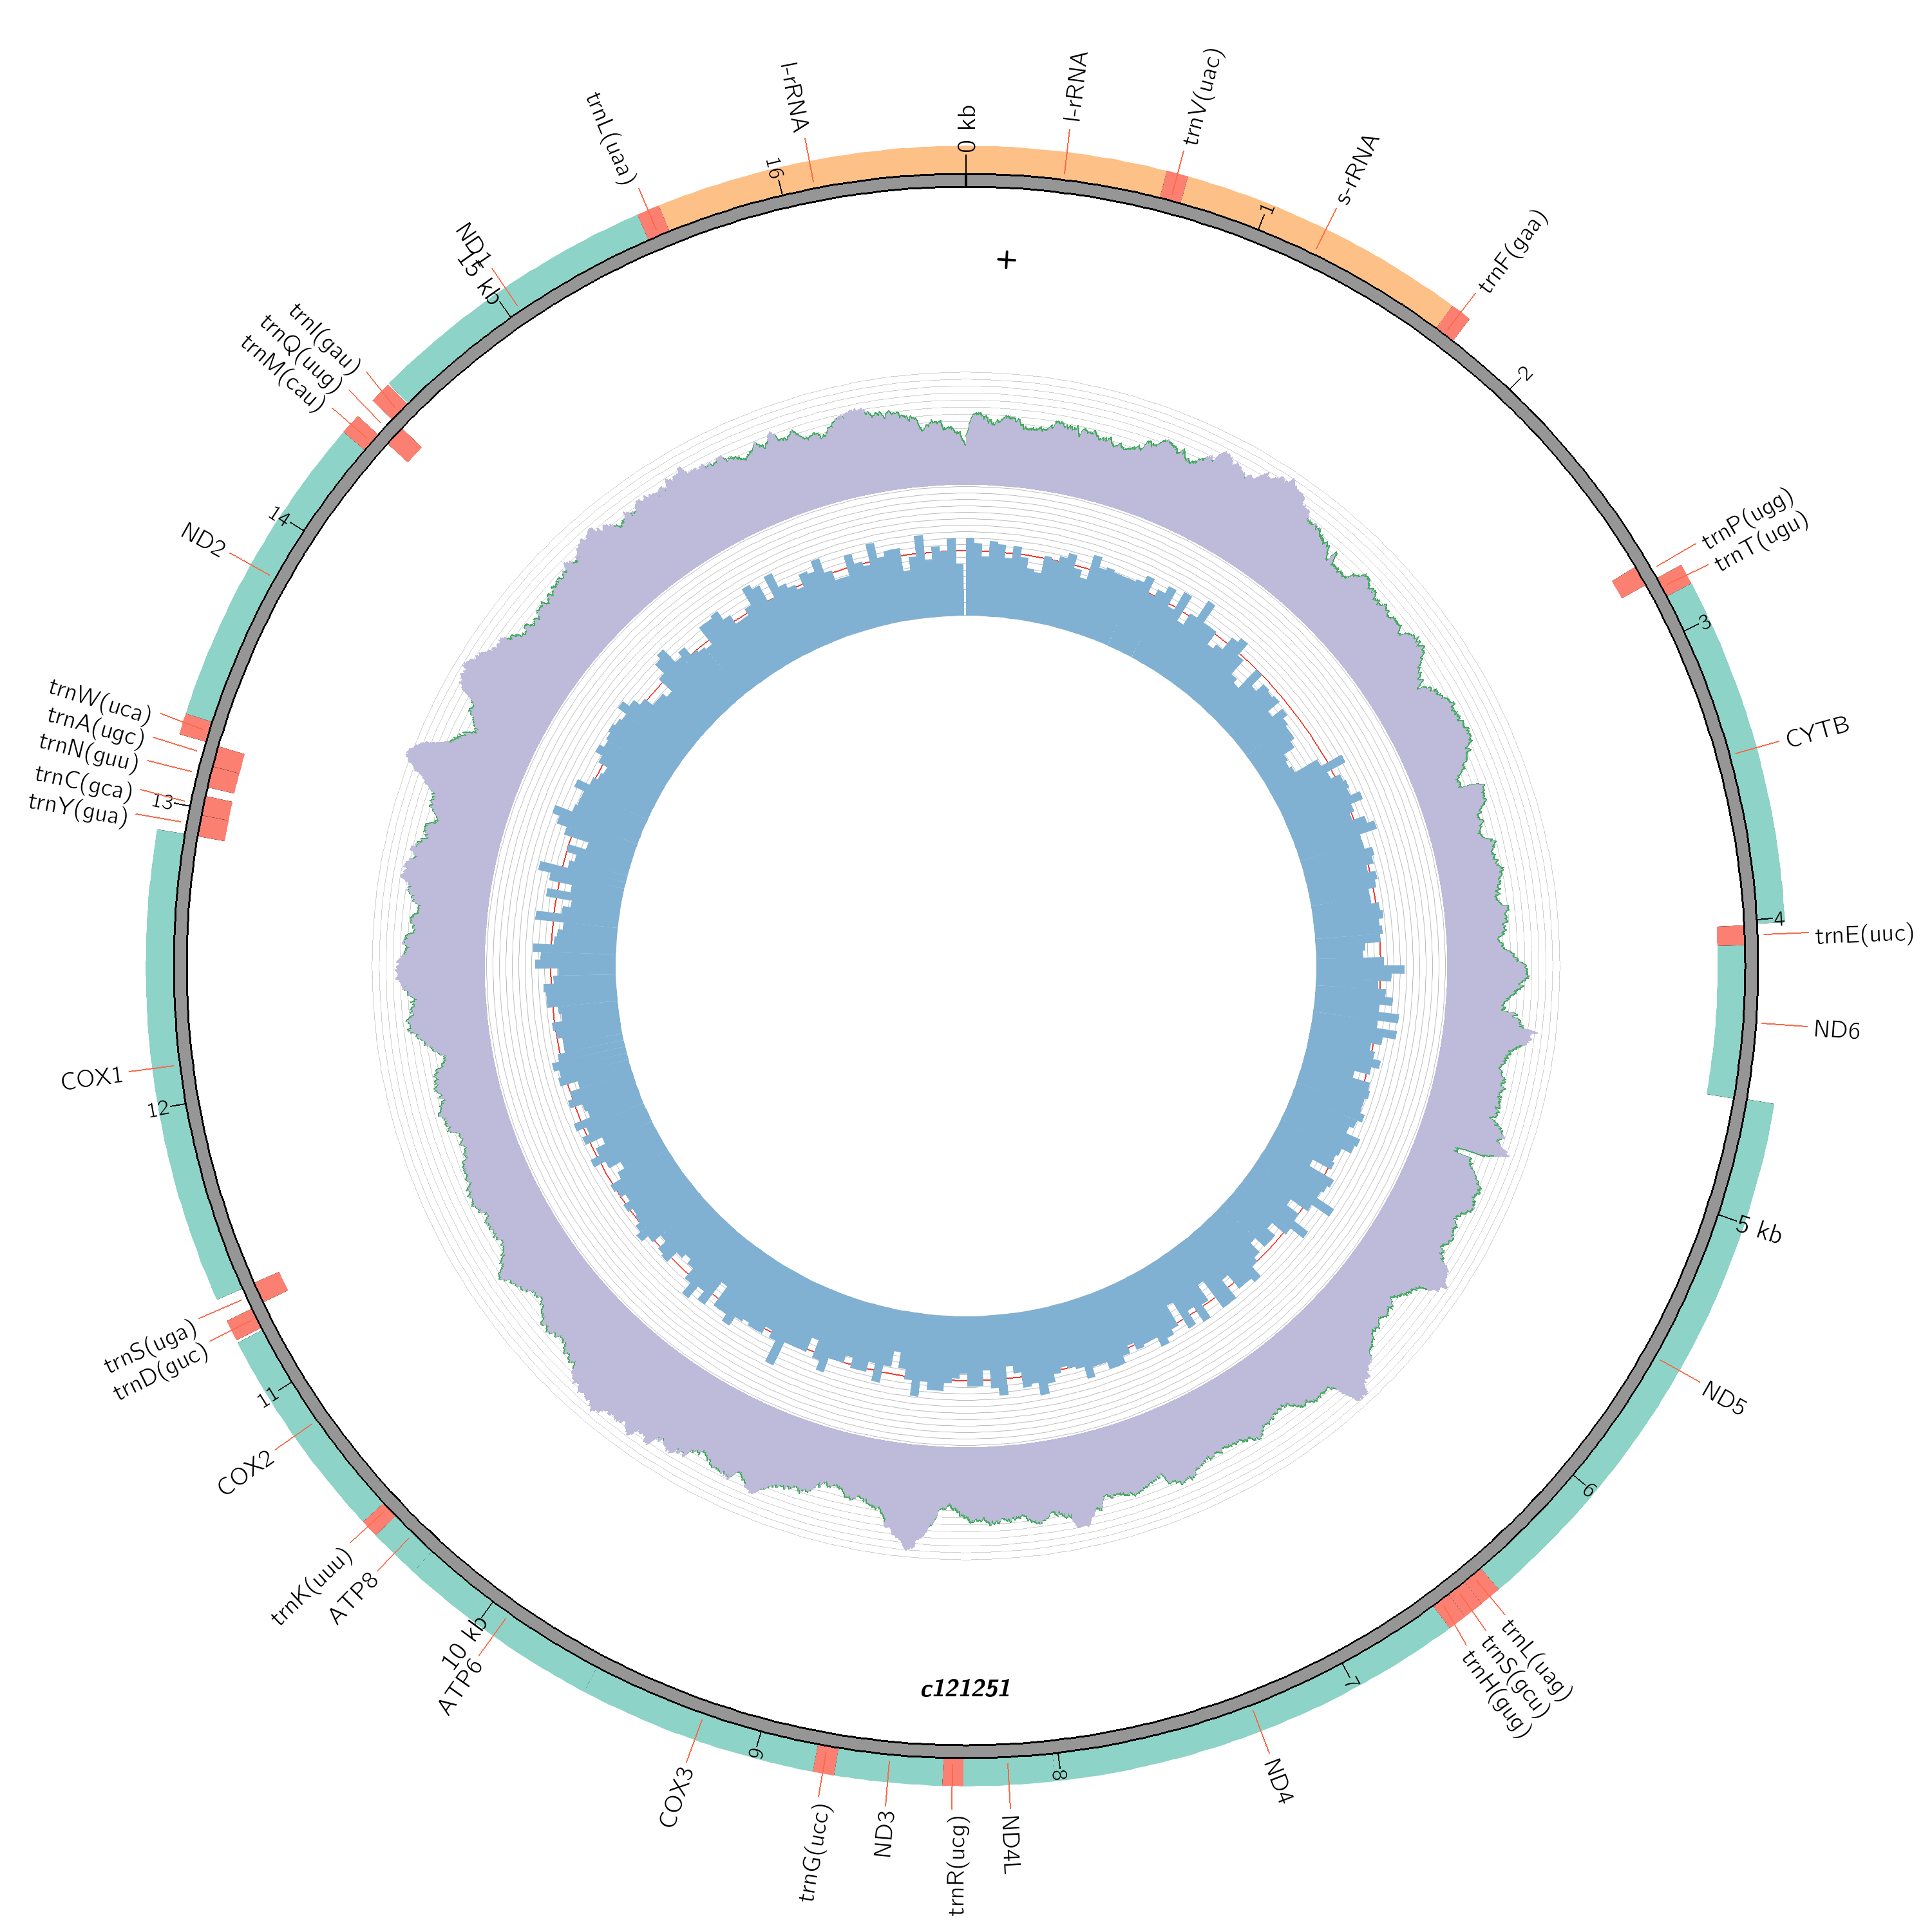 0 kb
l-rRNA
trnV(uac)
1
s-rRNA
trnF(gaa)
2
trnP(ugg)
trnT(ugu)
3
CYTB
4
trnE(uuc)
ND6
5 kb
ND5
6
trnL(uag)
trnS(gcu)
trnH(gug)
7
ND4
8
ND4L
trnR(ucg)
ND3
trnG(ucc)
9
COX3
10 kb
ATP6
ATP8
trnK(uuu)
COX2
11
trnD(guc)
trnS(uga)
12
COX1
trnY(gua)
13
trnC(gca)
trnN(guu)
trnA(ugc)
trnW(uca)
ND2
14
trnM(cau)
trnQ(uug)
trnI(gau)
15 kb
ND1
trnL(uaa)
16
l-rRNA
+
c121251